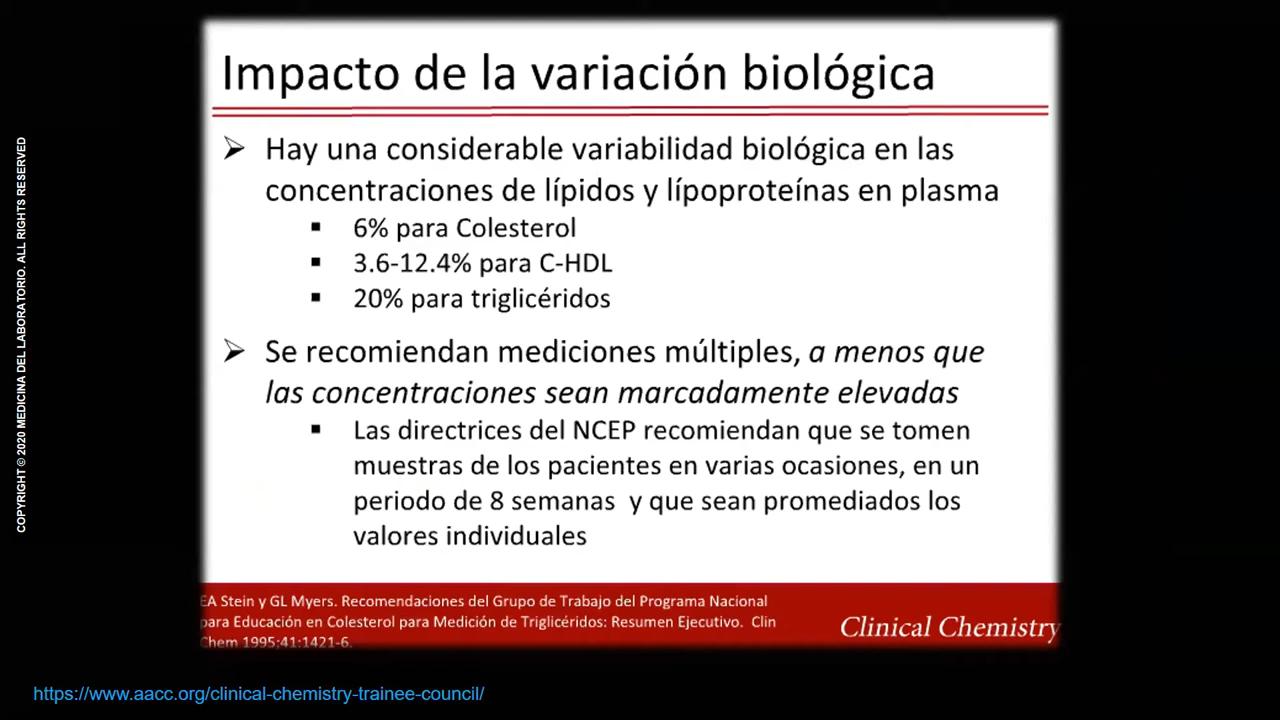 Impacto de la variación biológica
Hay una considerable variabilidad biológica en las
concentraciones de lípidos y lípoproteínas en plasma
6% para Colesterol
3.6-12.4% para C-HDL
20% para triglicéridos
Se recomiendan mediciones múltiples, a menos que
las concentraciones sean marcadamente elevadas
Las directrices del NCEP recomiendan que se tomen
muestras de los pacientes en varias ocasiones, en un
periodo de 8 semanas y que sean promediados los
valores individuales
EA Stein y GL Myers. Recomendaciones del Grupo de Trabajo del Programa Nacional
para Educación en Colesterol para Medición de Triglicéridos: Resumen Ejecutivo. Clin
Chem 1995;41:1421-6.
Clinical Chemistry
https://www.aacc.org/clinical-chemistry-trainee-council/
COPYRIGHT © 2020 MEDICINA DEL LABORATORIO. ALL RIGHTS RESERVED